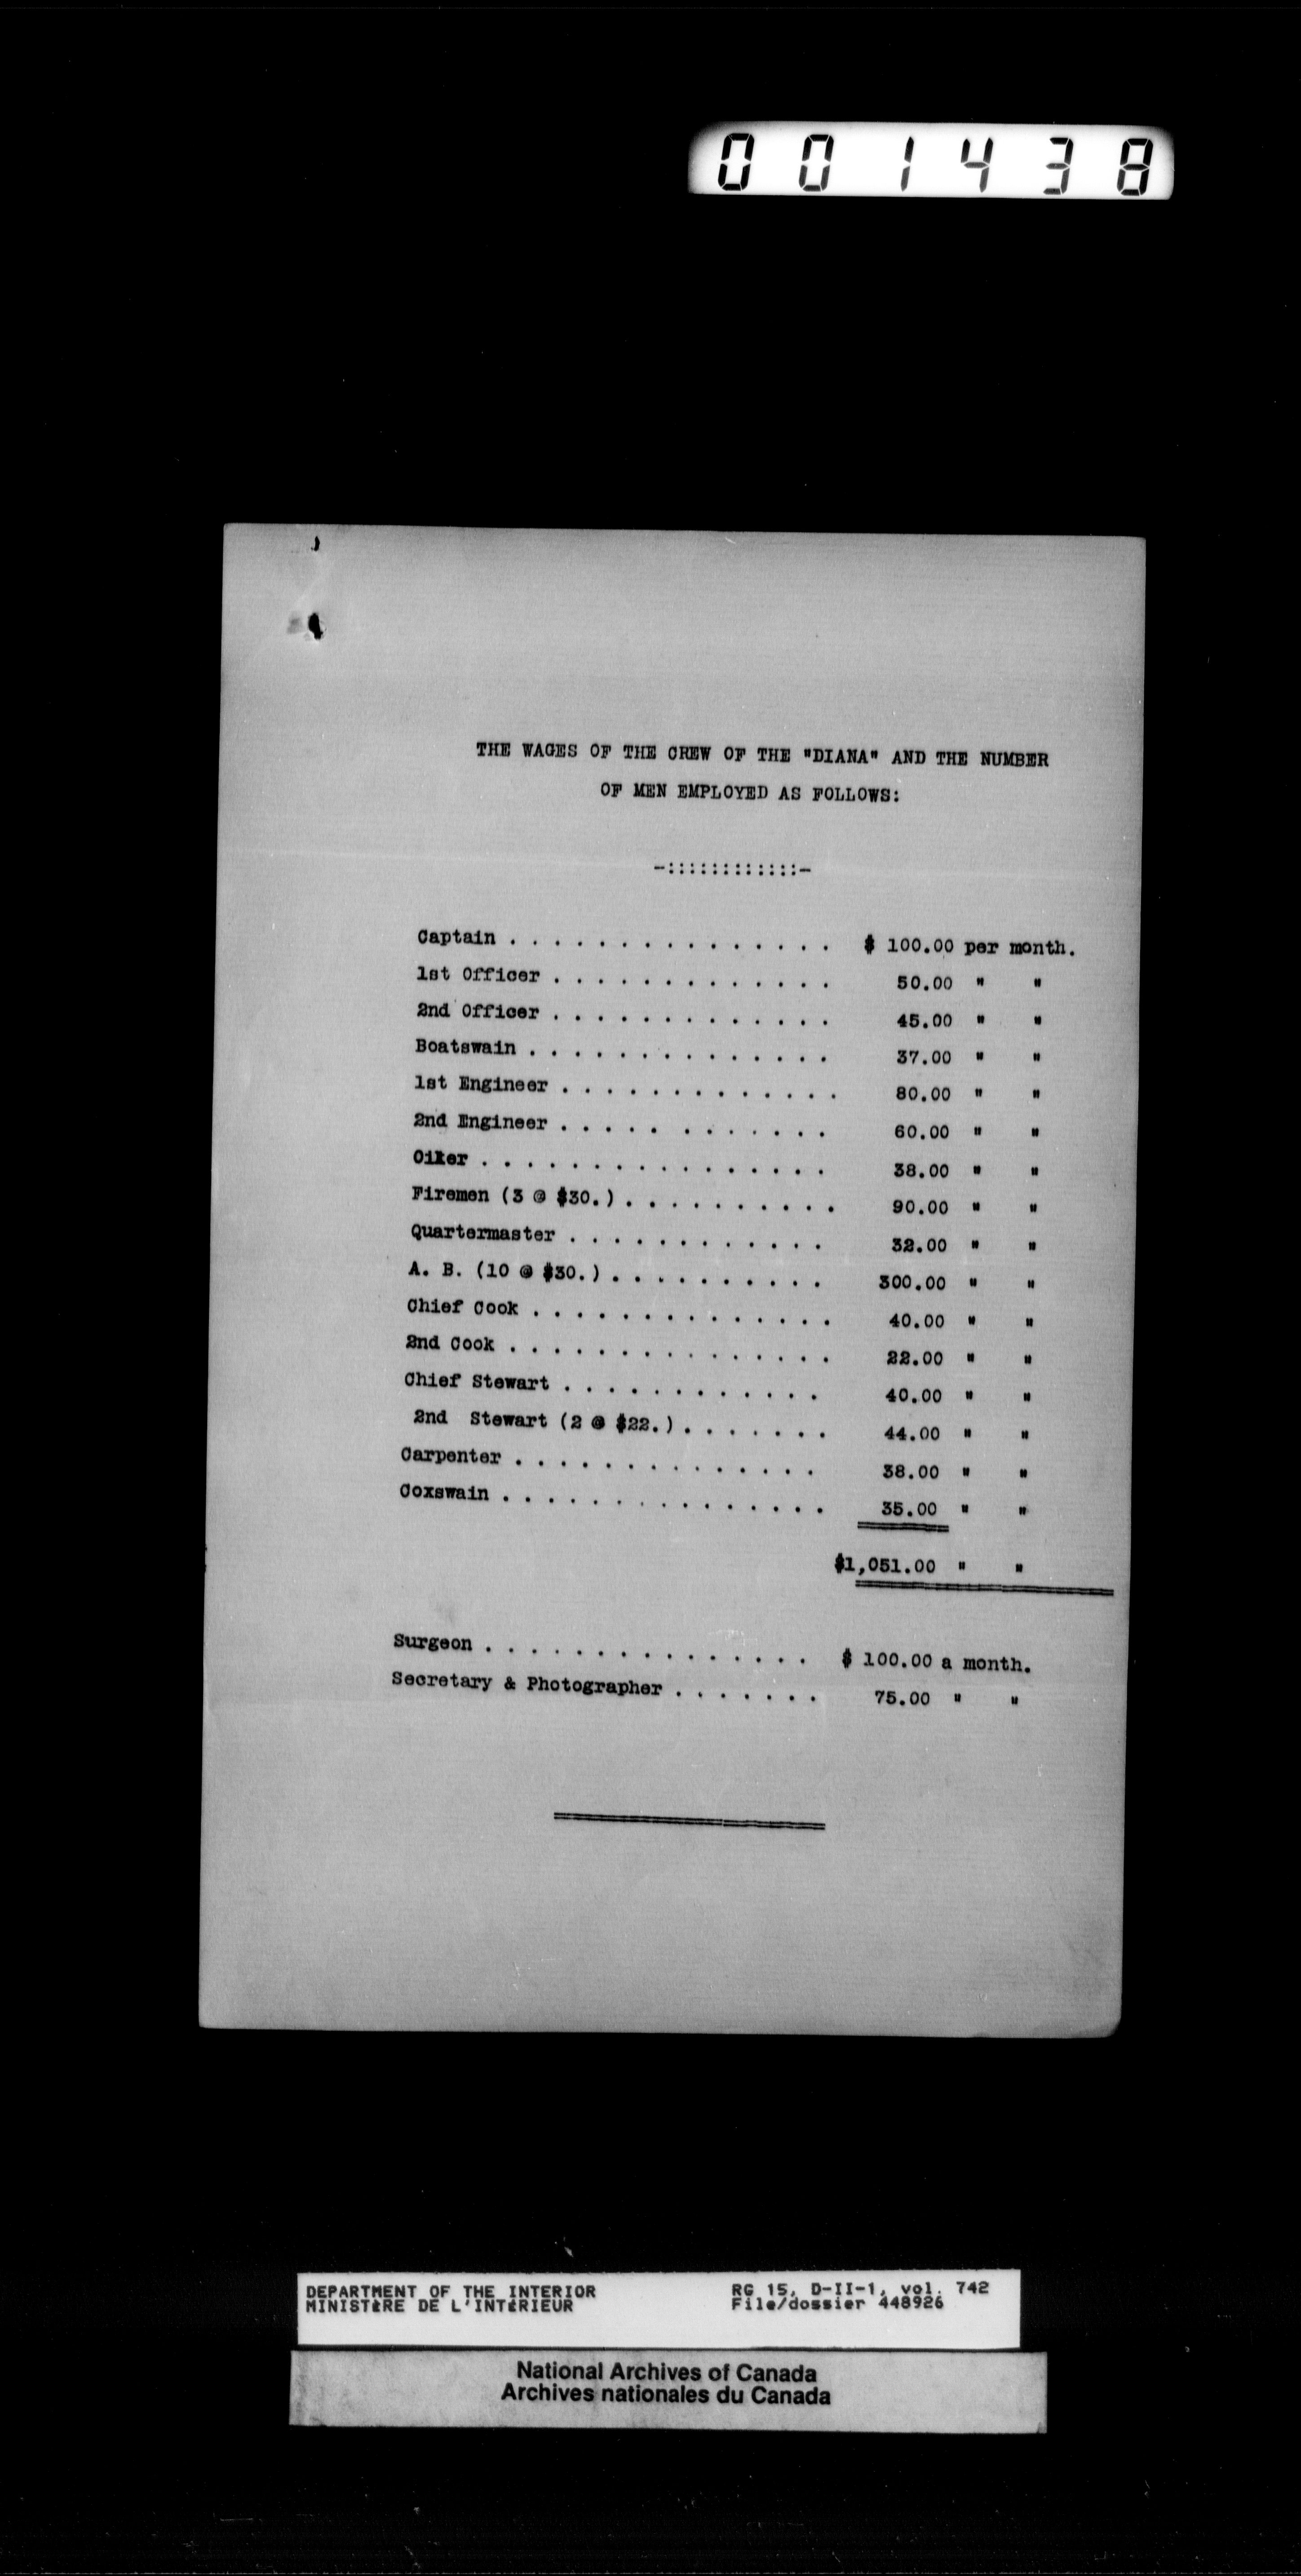 001438
THE WAGES OF THE CREW OF THE "DIANA" AND THE NUMBER
OF MEN EMPLOYED AS FOLLOWS:
-::::::::::::-
Captain . . . . . . . . . . . . . . . $ 100.00 per month.
1st Officer . . . . . . . . . . . . . 50.00 " "
2nd Officer . . . . . . . . . . . . . 45.00 " "
Boatswain . . . . . . . . . . . . . . 37.00 " "
1st Engineer . . . . . . . . . . . . . 80.00 " "
2nd Engineer . . . . . . . . . . . . 60.00 " "
Oiler . . . . . . . . . . . . . . . . 38.00 " "
Firemen (3 @ $30.) . . . . . . . . . . 90.00 " "
Quartermaster . . . . . . . . . . . . 32.00 " "
A. B. (10 @ $30.) . . . . . . . . . . 300.00 " "
Chief Cook . . . . . . . . . . . . . . 40.00 " "
2nd Cook . . . . . . . . . . . . . . . 22.00 " "
Chief Stewart . . . . . . . . . . . . 40.00 " "
2nd Stewart (2 @ $22.) . . . . . . . 44.00 " "
Carpenter . . . . . . . . . . . . . . 38.00 " "
Coxswain . . . . . . . . . . . . . . . 35.00 " "
$1,051.00 " "
Surgeon . . . . . . . . . . . . . . . $ 100.00 a month.
Secretary & Photographer . . . . . . . 75.00 " "
DEPARTMENT OF THE INTERIOR RG 15, D-II-1, vol. 742
MINISTÈRE DE L'INTÉRIEUR File/dossier 448926
National Archives of Canada
Archives nationales du Canada